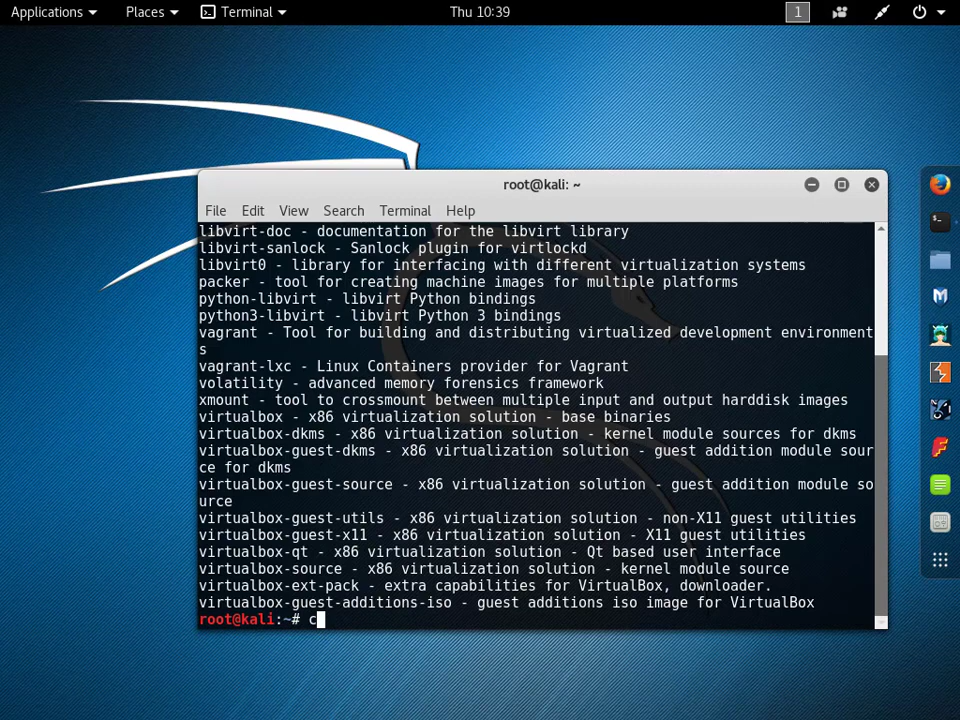 Applications Places Terminal Thu 10:39 1
root@kali: ~
File Edit View Search Terminal Help
libvirt-doc - documentation for the libvirt library
libvirt-sanlock - Sanlock plugin for virtlockd
libvirt0 - library for interfacing with different virtualization systems
packer - tool for creating machine images for multiple platforms
python-libvirt - libvirt Python bindings
python3-libvirt - libvirt Python 3 bindings
vagrant - Tool for building and distributing virtualized development environment
s
vagrant-lxc - Linux Containers provider for Vagrant
volatility - advanced memory forensics framework
xmount - tool to crossmount between multiple input and output harddisk images
virtualbox - x86 virtualization solution - base binaries
virtualbox-dkms - x86 virtualization solution - kernel module sources for dkms
virtualbox-guest-dkms - x86 virtualization solution - guest addition module sour
ce for dkms
virtualbox-guest-source - x86 virtualization solution - guest addition module so
urce
virtualbox-guest-utils - x86 virtualization solution - non-X11 guest utilities
virtualbox-guest-x11 - x86 virtualization solution - X11 guest utilities
virtualbox-qt - x86 virtualization solution - Qt based user interface
virtualbox-source - x86 virtualization solution - kernel module source
virtualbox-ext-pack - extra capabilities for VirtualBox, downloader.
virtualbox-guest-additions-iso - guest additions iso image for VirtualBox
root@kali:~# c